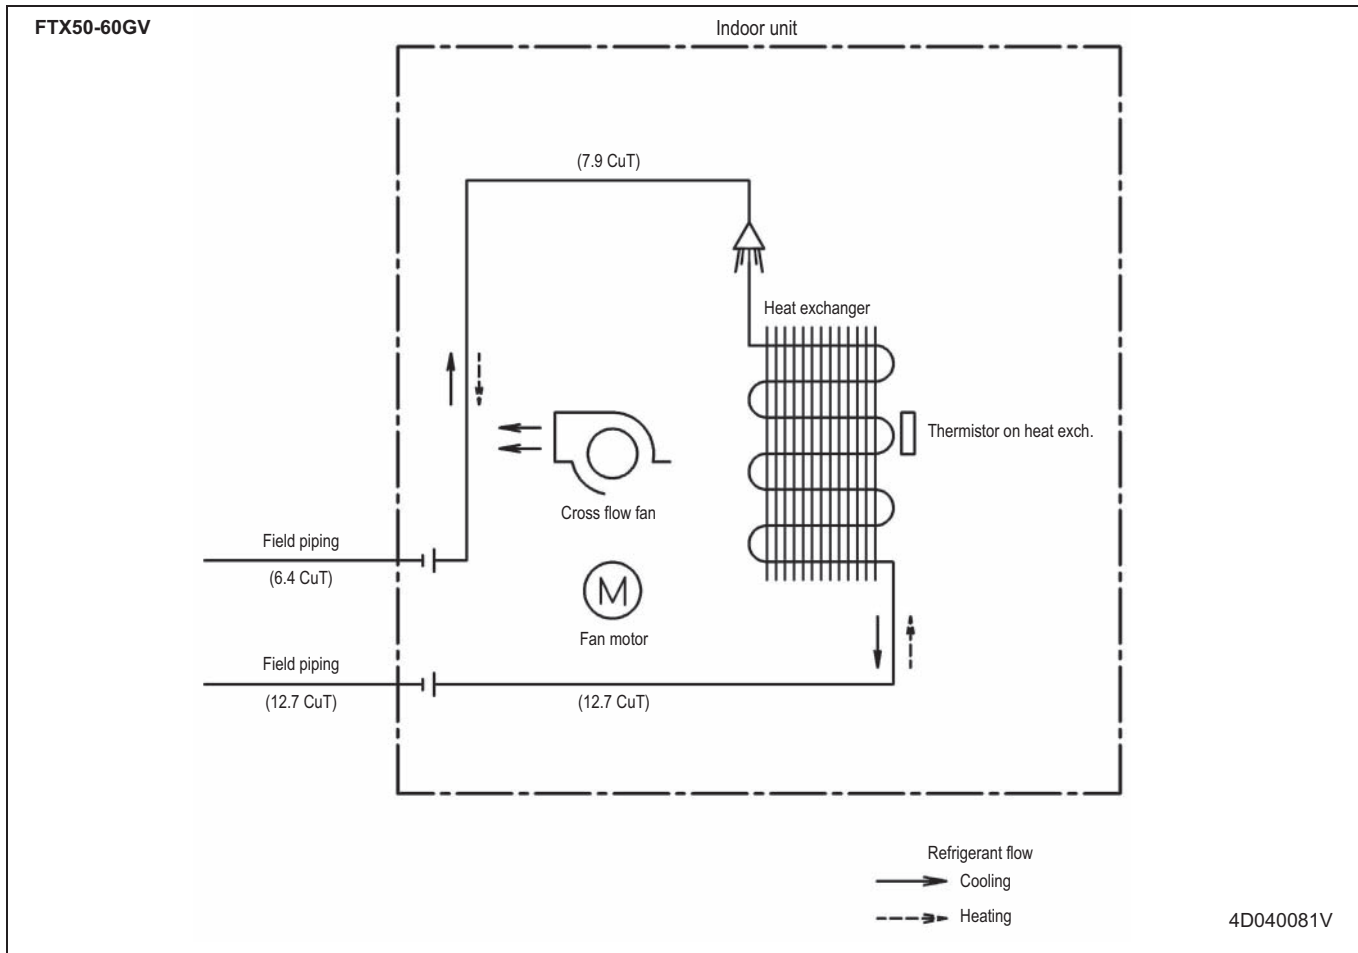 FTX50-60GV
Indoor unit
(7.9 CuT)
Heat exchanger
Thermistor on heat exch.
Cross flow fan
Field piping
(6.4 CuT)
M
Fan motor
Field piping
(12.7 CuT)
(12.7 CuT)
Refrigerant flow
Cooling
Heating
4D040081V